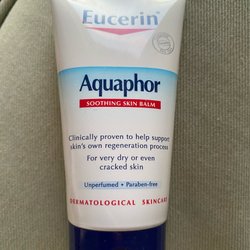 Eucerin®
Aquaphor
SOOTHING SKIN BALM
Clinically proven to help support
skin's own regeneration process
For very dry or even
cracked skin
Unperfumed • Paraben-free
DERMATOLOGICAL SKINCARE